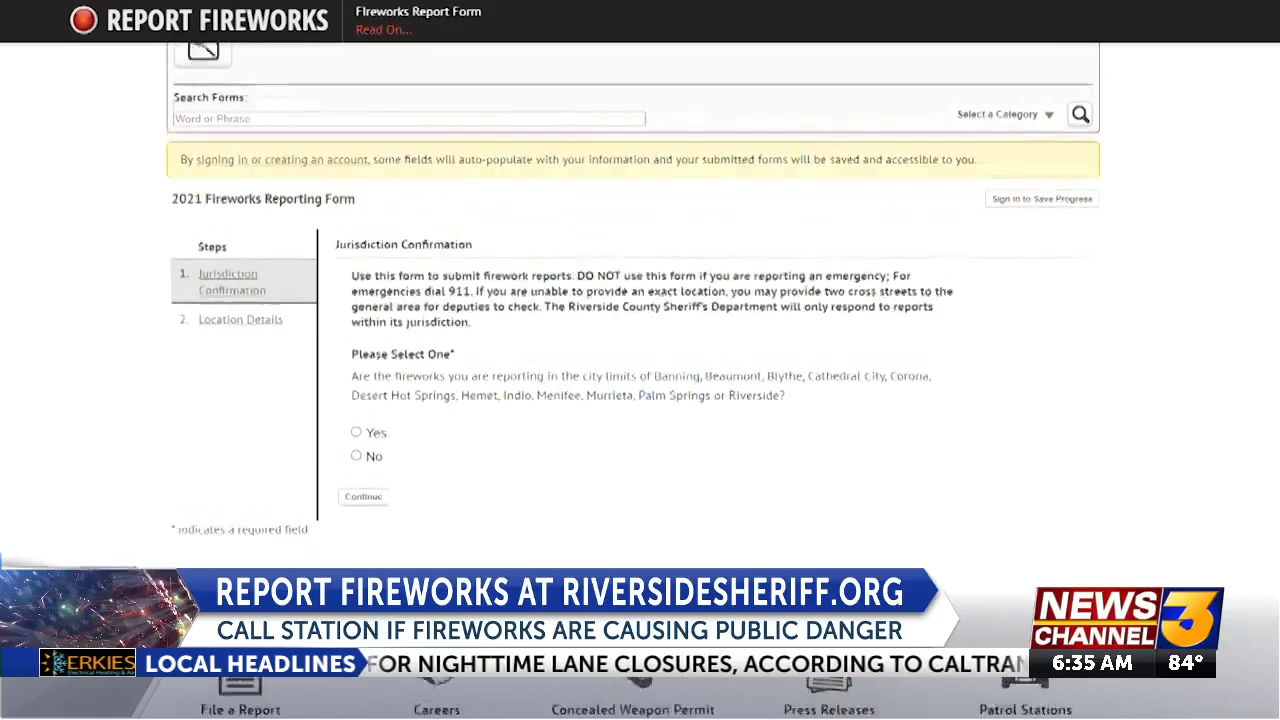 REPORT FIREWORKS
Fireworks Report Form
Read On...
Search Forms:
Word or Phrase
Select a Category
By signing in or creating an account, some fields will auto-populate with your information and your submitted forms will be saved and accessible to you.
2021 Fireworks Reporting Form
Sign in to Save Progress
Steps
1. Jurisdiction
Confirmation
2. Location Details
Jurisdiction Confirmation
Use this form to submit firework reports. DO NOT use this form if you are reporting an emergency; For
emergencies dial 911. If you are unable to provide an exact location, you may provide two cross streets to the
general area for deputies to check. The Riverside County Sheriff's Department will only respond to reports
within its jurisdiction.
Please Select One*
Are the fireworks you are reporting in the city limits of Banning, Beaumont, Blythe, Cathedral City, Corona,
Desert Hot Springs, Hemet, Indio, Menifee, Murrieta, Palm Springs or Riverside?
Yes
No
Continue
* indicates a required field
REPORT FIREWORKS AT RIVERSIDESHERIFF.ORG
CALL STATION IF FIREWORKS ARE CAUSING PUBLIC DANGER
NEWS
CHANNEL 3
ERKIES
Electrical Heating & Air
LOCAL HEADLINES
FOR NIGHTTIME LANE CLOSURES, ACCORDING TO CALTRAN
6:35 AM 84°
File a Report
Careers
Concealed Weapon Permit
Press Releases
Patrol Stations